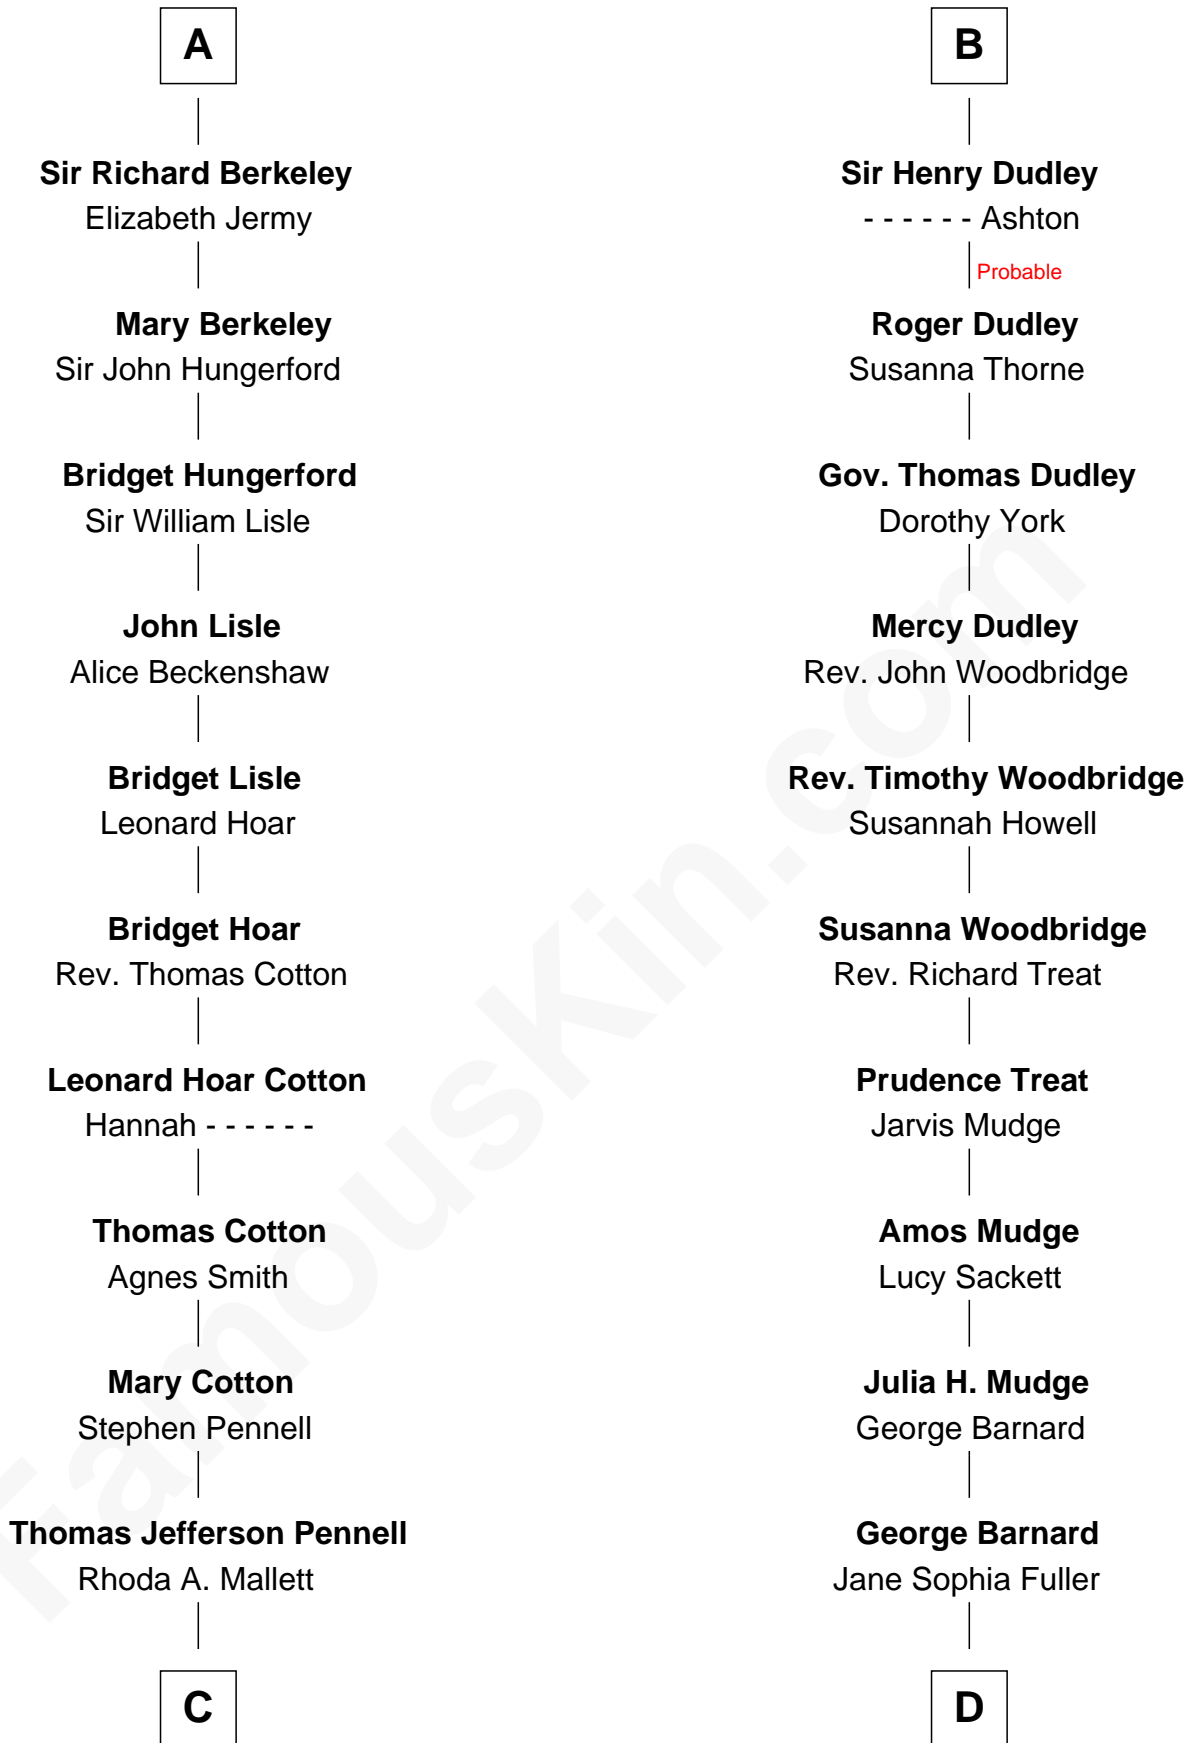 A
Sir Richard Berkeley
Elizabeth Jermy
Mary Berkeley
Sir John Hungerford
Bridget Hungerford
Sir William Lisle
John Lisle
Alice Beckenshaw
Bridget Lisle
Leonard Hoar
Bridget Hoar
Rev. Thomas Cotton
Leonard Hoar Cotton
Hannah - - - - - -
Thomas Cotton
Agnes Smith
Mary Cotton
Stephen Pennell
Thomas Jefferson Pennell
Rhoda A. Mallett
C
B
Sir Henry Dudley
- - - - - - Ashton
Probable
Roger Dudley
Susanna Thorne
Gov. Thomas Dudley
Dorothy York
Mercy Dudley
Rev. John Woodbridge
Rev. Timothy Woodbridge
Susannah Howell
Susanna Woodbridge
Rev. Richard Treat
Prudence Treat
Jarvis Mudge
Amos Mudge
Lucy Sackett
Julia H. Mudge
George Barnard
George Barnard
Jane Sophia Fuller
D
FamousKin.com